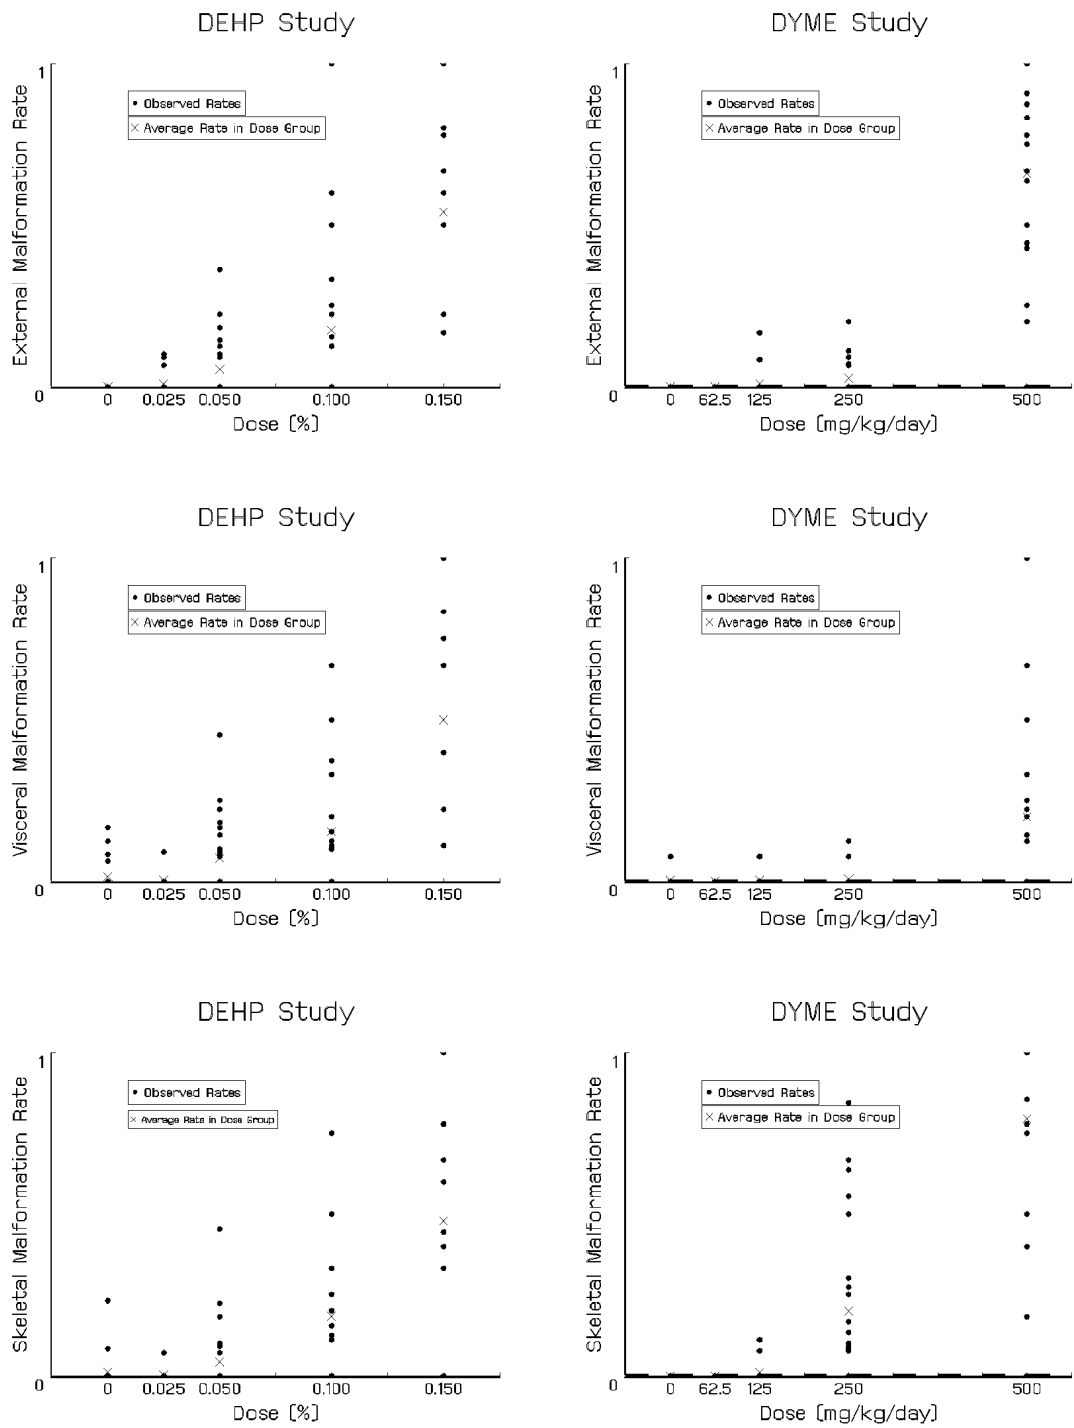 DEHP Study
External Malformation Rate
1
• Observed Rates
× Average Rate in Dose Group
0
0 0.025 0.050 0.100 0.150
Dose (%)
DYME Study
External Malformation Rate
1
• Observed Rates
× Average Rate in Dose Group
0
0 62.5 125 250 500
Dose (mg/kg/day)
DEHP Study
Visceral Malformation Rate
1
• Observed Rates
× Average Rate in Dose Group
0
0 0.025 0.050 0.100 0.150
Dose (%)
DYME Study
Visceral Malformation Rate
1
• Observed Rates
× Average Rate in Dose Group
0
0 62.5 125 250 500
Dose (mg/kg/day)
DEHP Study
Skeletal Malformation Rate
1
• Observed Rates
× Average Rate in Dose Group
0
0 0.025 0.050 0.100 0.150
Dose (%)
DYME Study
Skeletal Malformation Rate
1
• Observed Rates
× Average Rate in Dose Group
0
0 62.5 125 250 500
Dose (mg/kg/day)